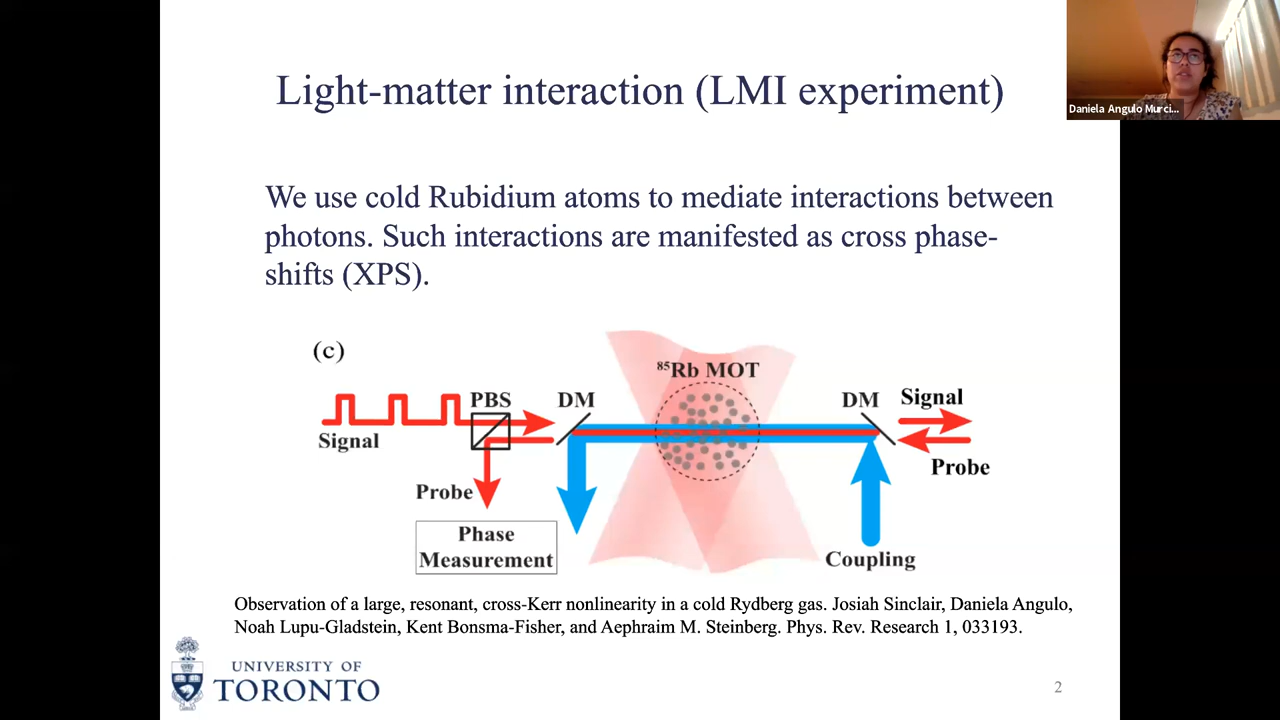 Light-matter interaction (LMI experiment)
Daniela Angulo Murci...
We use cold Rubidium atoms to mediate interactions between
photons. Such interactions are manifested as cross phase-
shifts (XPS).
(c)
⁸⁵Rb MOT
PBS
DM
DM
Signal
Signal
Probe
Probe
Phase
Measurement
Coupling
Observation of a large, resonant, cross-Kerr nonlinearity in a cold Rydberg gas. Josiah Sinclair, Daniela Angulo,
Noah Lupu-Gladstein, Kent Bonsma-Fisher, and Aephraim M. Steinberg. Phys. Rev. Research 1, 033193.
UNIVERSITY OF
TORONTO
2